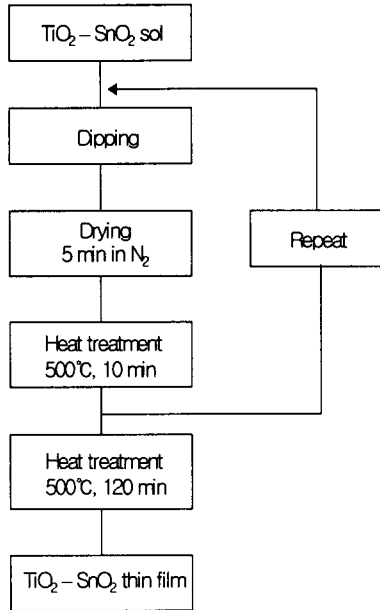 TiO₂ – SnO₂ sol
Dipping
Drying
5 min in N₂
Repeat
Heat treatment
500℃, 10 min
Heat treatment
500℃, 120 min
TiO₂ – SnO₂ thin film